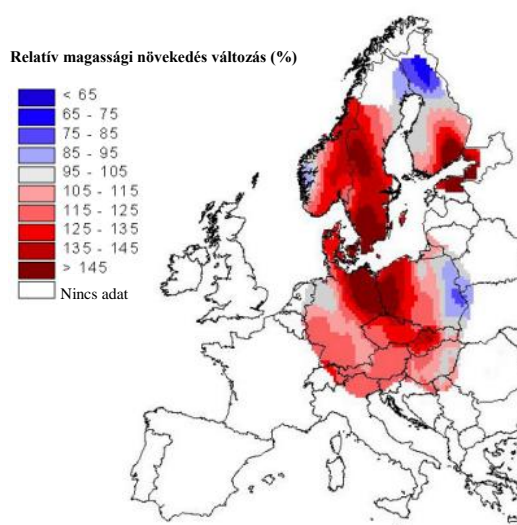 Relatív magassági növekedés változás (%)
< 65
65 - 75
75 - 85
85 - 95
95 - 105
105 - 115
115 - 125
125 - 135
135 - 145
> 145
Nincs adat